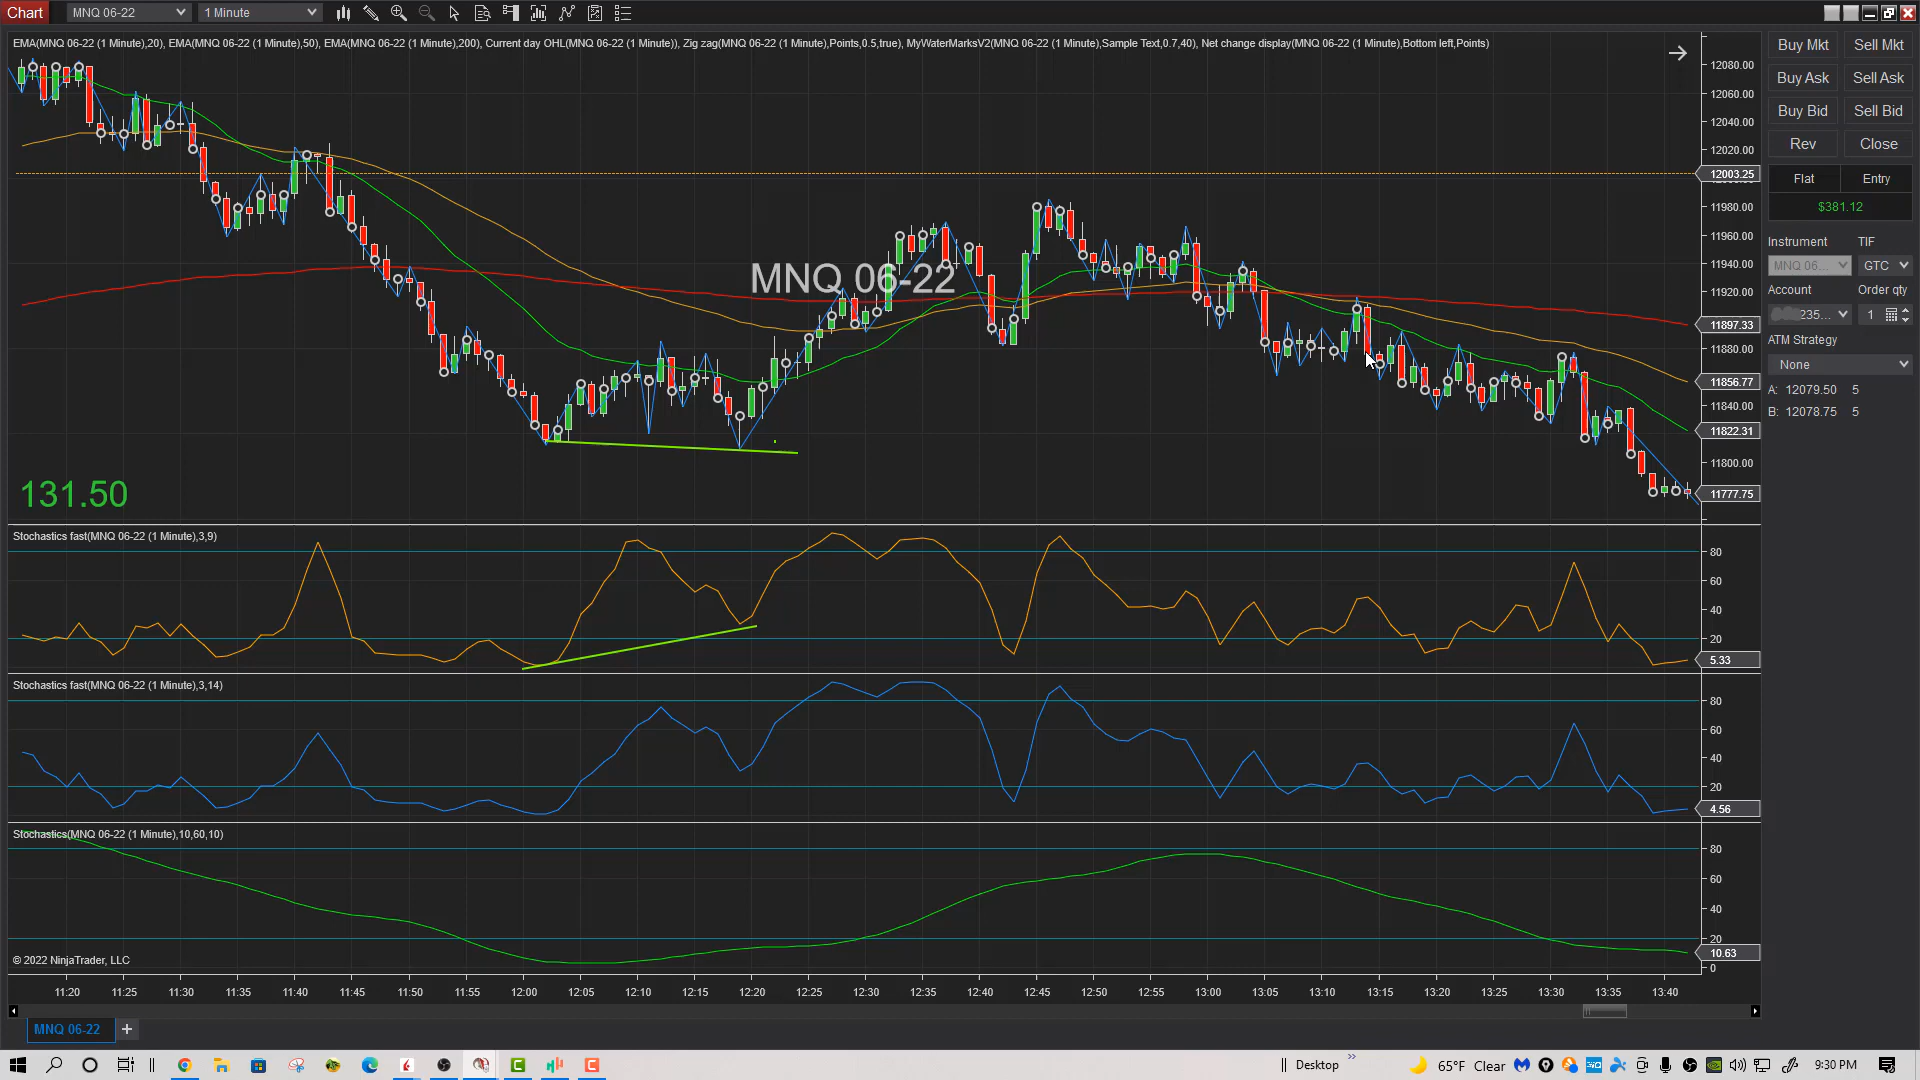 Chart MNQ 06-22 1 Minute
EMA(MNQ 06-22 (1 Minute),20), EMA(MNQ 06-22 (1 Minute),50), EMA(MNQ 06-22 (1 Minute),200), Current day OHL(MNQ 06-22 (1 Minute)), Zig zag(MNQ 06-22 (1 Minute),Points,0.5,true), MyWaterMarksV2(MNQ 06-22 (1 Minute),Sample Text,0.7,40), Net change display(MNQ 06-22 (1 Minute),Bottom left,Points)
12080.00
12060.00
12040.00
12020.00
12003.25
11980.00
11960.00
11940.00
11920.00
11897.33
11880.00
11856.77
11840.00
11822.31
11800.00
11777.75
MNQ 06-22
131.50
Stochastics fast(MNQ 06-22 (1 Minute),3,9)
80
60
40
20
5.33
Stochastics fast(MNQ 06-22 (1 Minute),3,14)
80
60
40
20
4.56
Stochastics(MNQ 06-22 (1 Minute),10,60,10)
80
60
40
20
10.63
0
© 2022 NinjaTrader, LLC
11:20 11:25 11:30 11:35 11:40 11:45 11:50 11:55 12:00 12:05 12:10 12:15 12:20 12:25 12:30 12:35 12:40 12:45 12:50 12:55 13:00 13:05 13:10 13:15 13:20 13:25 13:30 13:35 13:40
MNQ 06-22 +
Buy Mkt Sell Mkt
Buy Ask Sell Ask
Buy Bid Sell Bid
Rev Close
Flat Entry
$381.12
Instrument TIF
MNQ 06... GTC
Account Order qty
235... 1
ATM Strategy
None
A: 12079.50 5
B: 12078.75 5
Desktop 65°F Clear 9:30 PM